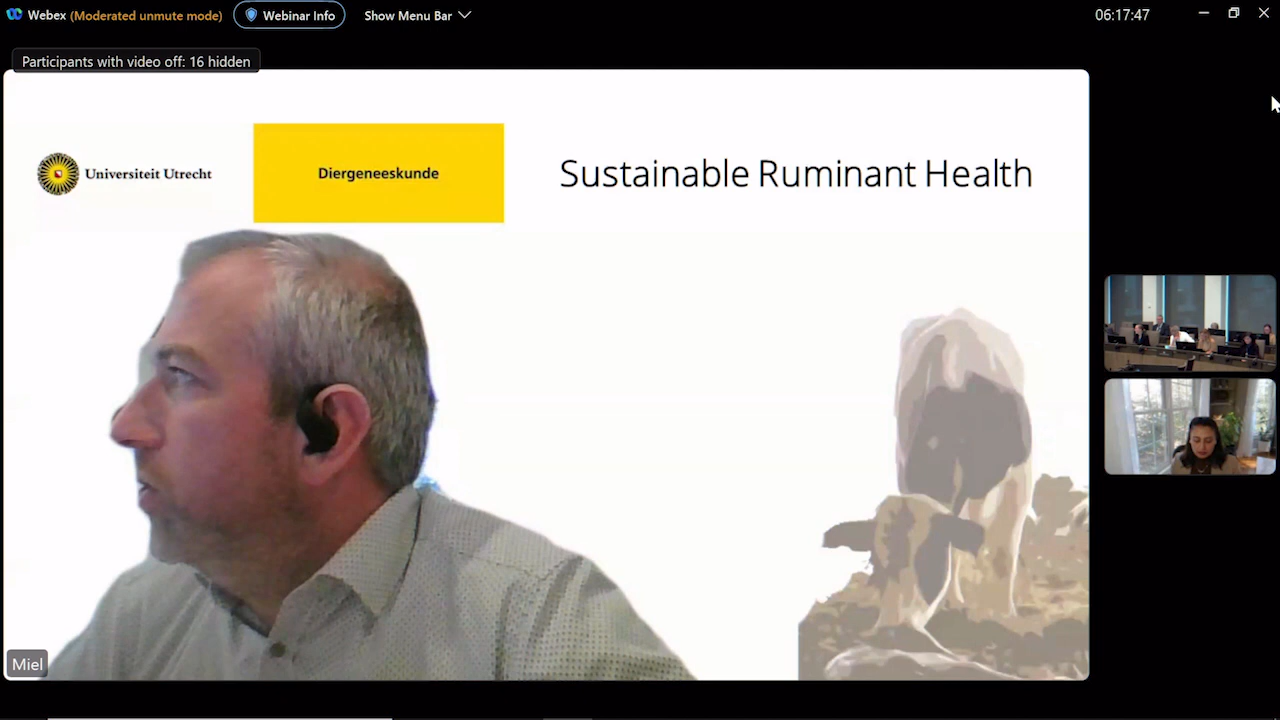 Webex (Moderated unmute mode) Webinar Info Show Menu Bar 06:17:47
Participants with video off: 16 hidden
Universiteit Utrecht Diergeneeskunde Sustainable Ruminant Health
Miel